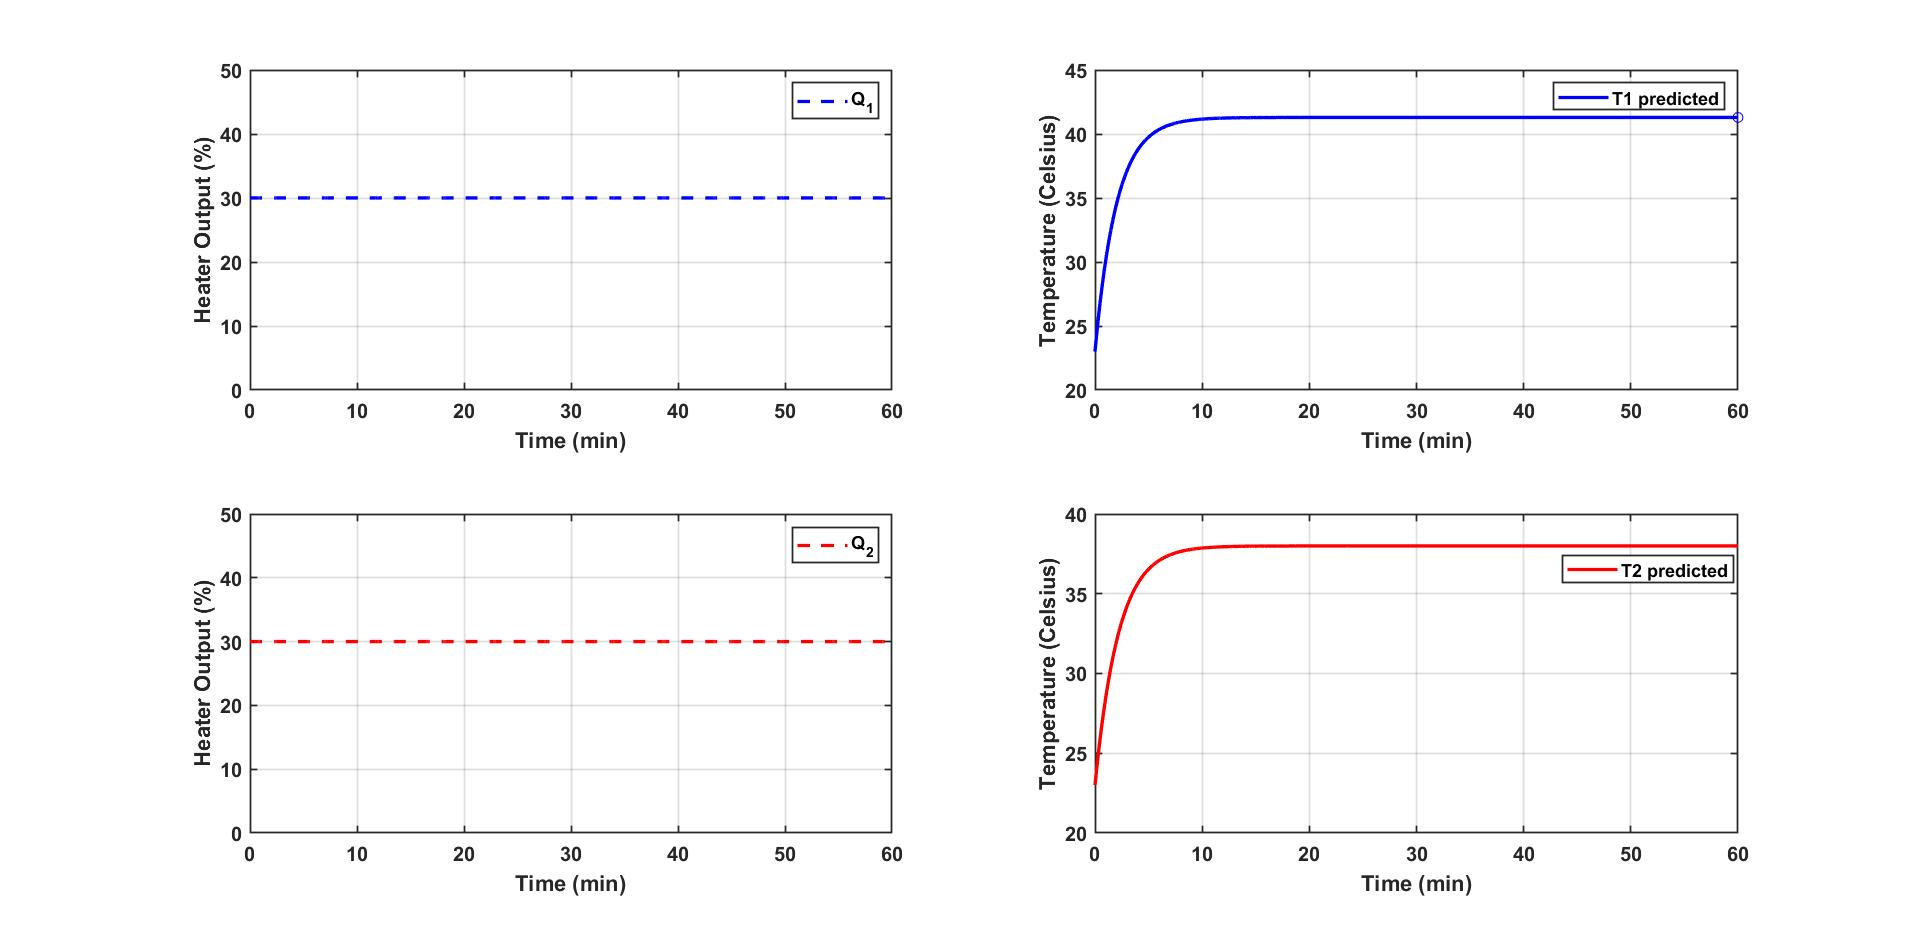 50
40
30
20
10
0
Heater Output (%)
0 10 20 30 40 50 60
Time (min)
Q1
45
40
35
30
25
20
Temperature (Celsius)
0 10 20 30 40 50 60
Time (min)
T1 predicted
50
40
30
20
10
0
Heater Output (%)
0 10 20 30 40 50 60
Time (min)
Q2
40
35
30
25
20
Temperature (Celsius)
0 10 20 30 40 50 60
Time (min)
T2 predicted